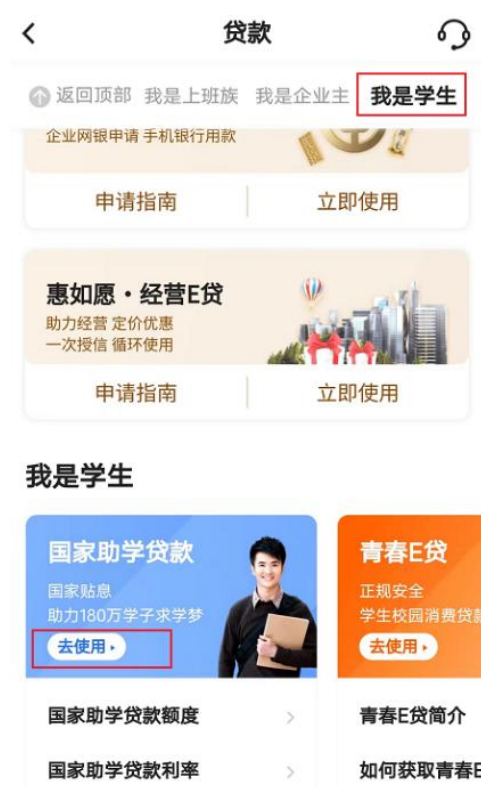 贷款
返回顶部 我是上班族 我是企业主 我是学生
企业网银申请 手机银行用款
申请指南 立即使用
惠如愿·经营E贷
助力经营 定价优惠
一次授信 循环使用
申请指南 立即使用
我是学生
国家助学贷款
国家贴息
助力180万学子求学梦
去使用
国家助学贷款额度
国家助学贷款利率
青春E贷
正规安全
学生校园消费贷款
去使用
青春E贷简介
如何获取青春E